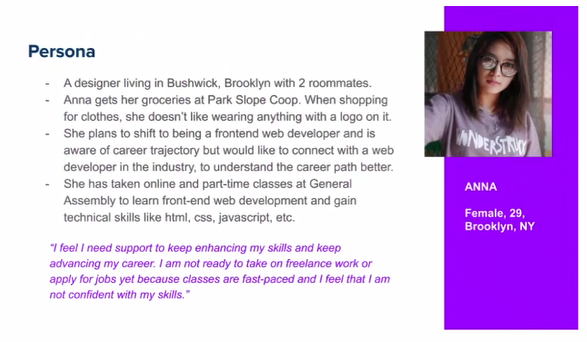 Persona
- A designer living in Bushwick, Brooklyn with 2 roommates.
- Anna gets her groceries at Park Slope Coop. When shopping
for clothes, she doesn't like wearing anything with a logo on it.
- She plans to shift to being a frontend web developer and is
aware of career trajectory but would like to connect with a web
developer in the industry, to understand the career path better.
- She has taken online and part-time classes at General
Assembly to learn front-end web development and gain
technical skills like html, css, javascript, etc.
“I feel I need support to keep enhancing my skills and keep
advancing my career. I am not ready to take on freelance work or
apply for jobs yet because classes are fast-paced and I feel that I am
not confident with my skills.”
WONDERSTRUCK
ANNA
Female, 29,
Brooklyn, NY